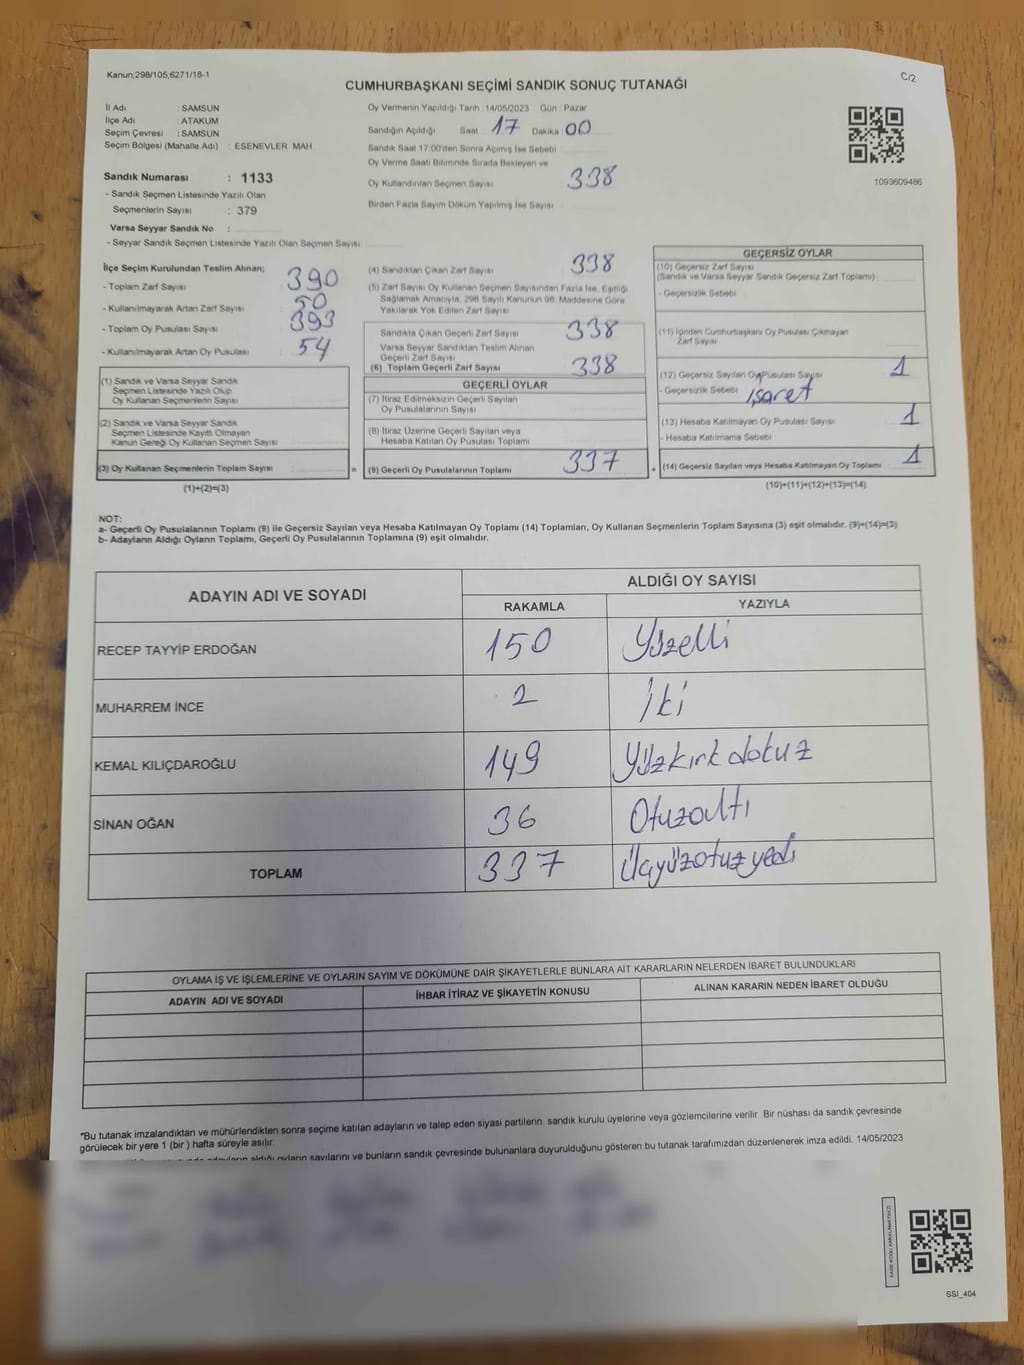 Kanun;298/105;6271/18-1
C/2
CUMHURBAŞKANI SEÇİMİ SANDIK SONUÇ TUTANAĞI
İl Adı : SAMSUN
İlçe Adı : ATAKUM
Seçim Çevresi : SAMSUN
Seçim Bölgesi (Mahalle Adı) : ESENEVLER MAH
Sandık Numarası : 1133
- Sandık Seçmen Listesinde Yazılı Olan
Seçmenlerin Sayısı : 379
Varsa Seyyar Sandık No :
- Seyyar Sandık Seçmen Listesinde Yazılı Olan Seçmen Sayısı
Oy Vermenin Yapıldığı Tarih :14/05/2023 Gün : Pazar
Sandığın Açıldığı Saat : 17 Dakika 00
Sandık Saat 17:00'den Sonra Açımış İse Sebebi
Oy Verme Saati Bitiminde Sırada Bekleyen ve
Oy Kullandırılan Seçmen Sayısı 338
Birden Fazla Sayım Döküm Yapılmış İse Sayısı
1093609466
İlçe Seçim Kurulundan Teslim Alınan;
- Toplam Zarf Sayısı 390
- Kullanılmayarak Artan Zarf Sayısı 50
- Toplam Oy Pusulası Sayısı 393
- Kullanılmayarak Artan Oy Pusulası 54
(1) Sandık ve Varsa Seyyar Sandık
Seçmen Listesinde Yazılı Olup
Oy Kullanan Seçmenlerin Sayısı
(2) Sandık ve Varsa Seyyar Sandık
Seçmen Listesinde Kayıtlı Olmayan
Kanun Gereği Oy Kullanan Seçmen Sayısı
(3) Oy Kullanan Seçmenlerin Toplam Sayısı =
(1)+(2)=(3)
(4) Sandıktan Çıkan Zarf Sayısı 338
(5) Zarf Sayısı Oy Kullanan Seçmen Sayısından Fazla İse, Eşitliği
Sağlamak Amacıyla, 298 Sayılı Kanunun 98. Maddesine Göre
Yakılarak Yok Edilen Zarf Sayısı
Sandıkta Çıkan Geçerli Zarf Sayısı 338
Varsa Seyyar Sandıktan Teslim Alınan
Geçerli Zarf Sayısı
(6) Toplam Geçerli Zarf Sayısı 338
GEÇERLİ OYLAR
(7) İtiraz Edilmeksizin Geçerli Sayılan
Oy Pusulalarının Sayısı
(8) İtiraz Üzerine Geçerli Sayılan veya
Hesaba Katılan Oy Pusulası Toplamı
(9) Geçerli Oy Pusulalarının Toplamı 337 +
GEÇERSİZ OYLAR
(10) Geçersiz Zarf Sayısı
(Sandık ve Varsa Seyyar Sandık Geçersiz Zarf Toplamı)
- Geçersizlik Sebebi
(11) İçinden Cumhurbaşkanı Oy Pusulası Çıkmayan
Zarf Sayısı
(12) Geçersiz Sayılan Oy Pusulası Sayısı 1
- Geçersizlik Sebebi işaret
(13) Hesaba Katılmayan Oy Pusulası Sayısı 1
- Hesaba Katılmama Sebebi
(14) Geçersiz Sayılan veya Hesaba Katılmayan Oy Toplamı 1
(10)+(11)+(12)+(13)=(14)
NOT:
a- Geçerli Oy Pusulalarının Toplamı (9) ile Geçersiz Sayılan veya Hesaba Katılmayan Oy Toplamı (14) Toplamları, Oy Kullanan Seçmenlerin Toplam Sayısına (3) eşit olmalıdır. (9)+(14)=(3)
b- Adayların Aldığı Oyların Toplamı, Geçerli Oy Pusulalarının Toplamına (9) eşit olmalıdır.
ADAYIN ADI VE SOYADI ALDIĞI OY SAYISI
RAKAMLA YAZIYLA
RECEP TAYYİP ERDOĞAN 150 Yüzelli
MUHARREM İNCE 2 İki
KEMAL KILIÇDAROĞLU 149 Yüzkırkdokuz
SİNAN OĞAN 36 Otuzaltı
TOPLAM 337 Üçyüzotuzyedi
OYLAMA İŞ VE İŞLEMLERİNE VE OYLARIN SAYIM VE DÖKÜMÜNE DAİR ŞİKAYETLERLE BUNLARA AİT KARARLARIN NELERDEN İBARET BULUNDUKLARI
ADAYIN ADI VE SOYADI İHBAR İTİRAZ VE ŞİKAYETİN KONUSU ALINAN KARARIN NEDEN İBARET OLDUĞU
*Bu tutanak imzalandıktan ve mühürlendikten sonra seçime katılan adayların ve talep eden siyasi partilerin sandık kurulu üyelerine veya gözlemcilerine verilir .Bir nüshası da sandık çevresinde
görülecek bir yere 1 (bir ) hafta süreyle asılır.
adayların aldığı oyların sayılarını ve bunların sandık çevresinde bulunanlara duyurulduğunu gösteren bu tutanak tarafımızdan düzenlenerek imza edildi. 14/05/2023
SSI_404